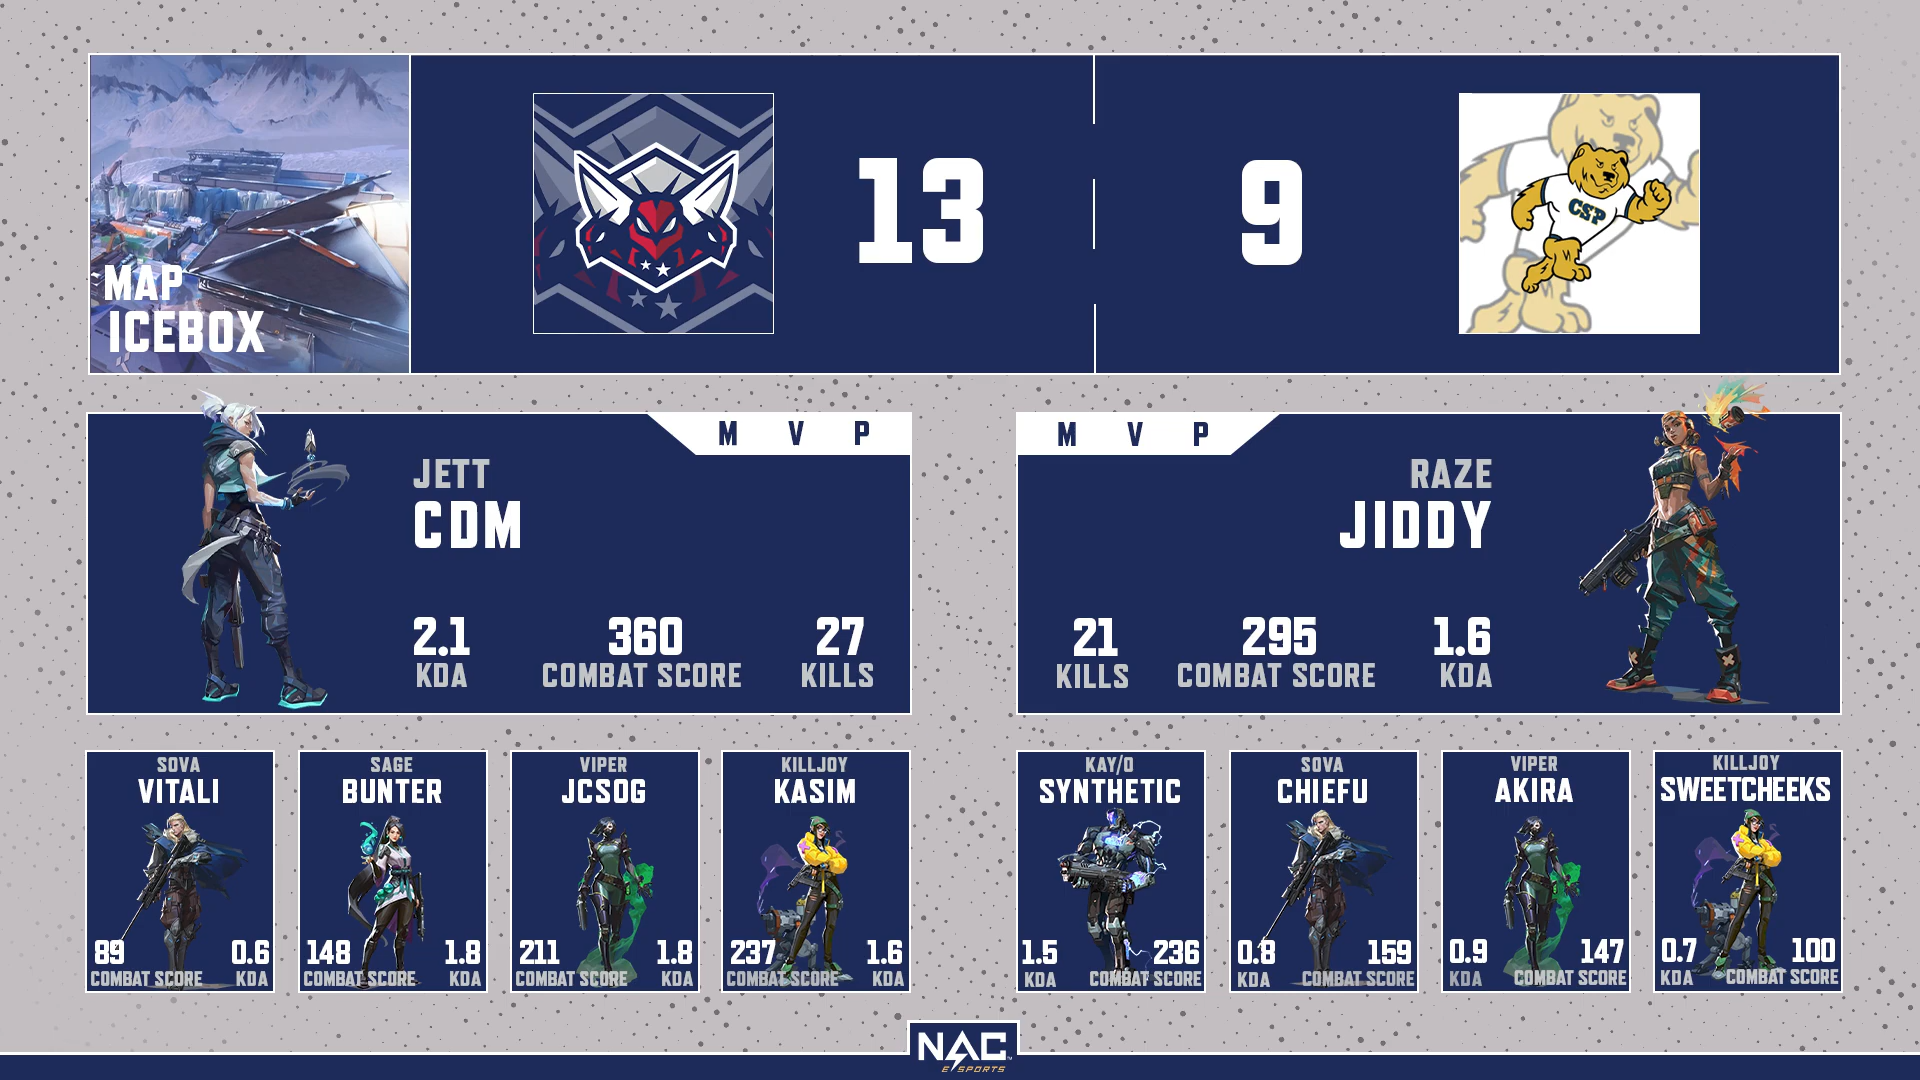 MAP
ICEBOX
13
9
CSP
M V P
JETT
CDM
2.1
KDA
360
COMBAT SCORE
27
KILLS
M V P
RAZE
JIDDY
21
KILLS
295
COMBAT SCORE
1.6
KDA
SOVA
VITALI
89
COMBAT SCORE
0.6
KDA
SAGE
BUNTER
148
COMBAT SCORE
1.8
KDA
VIPER
JCSOG
211
COMBAT SCORE
1.8
KDA
KILLJOY
KASIM
237
COMBAT SCORE
1.6
KDA
KAY/O
SYNTHETIC
1.5
KDA
236
COMBAT SCORE
SOVA
CHIEFU
0.8
KDA
159
COMBAT SCORE
VIPER
AKIRA
0.9
KDA
147
COMBAT SCORE
KILLJOY
SWEETCHEEKS
0.7
KDA
100
COMBAT SCORE
NAC
ESPORTS